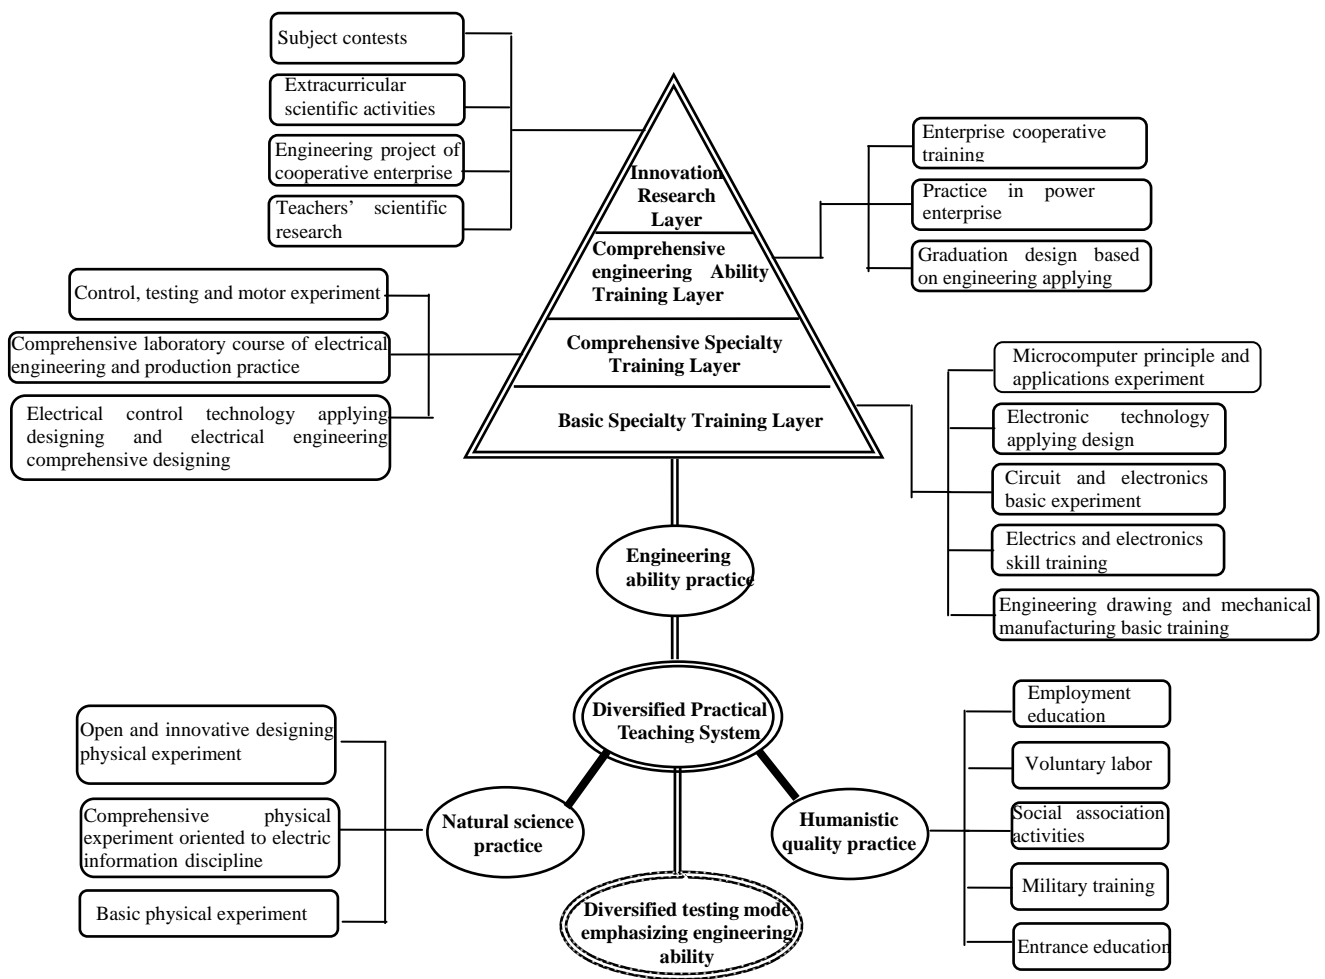 Subject contests
Extracurricular
scientific activities
Engineering project of
cooperative enterprise
Teachers' scientific
research
Innovation
Research
Layer
Comprehensive
engineering Ability
Training Layer
Comprehensive Specialty
Training Layer
Basic Specialty Training Layer
Enterprise cooperative
training
Practice in power
enterprise
Graduation design based
on engineering applying
Control, testing and motor experiment
Comprehensive laboratory course of electrical
engineering and production practice
Electrical control technology applying
designing and electrical engineering
comprehensive designing
Microcomputer principle and
applications experiment
Electronic technology
applying design
Circuit and electronics
basic experiment
Electrics and electronics
skill training
Engineering drawing and mechanical
manufacturing basic training
Engineering
ability practice
Diversified Practical
Teaching System
Open and innovative designing
physical experiment
Comprehensive physical
experiment oriented to electric
information discipline
Basic physical experiment
Natural science
practice
Humanistic
quality practice
Diversified testing mode
emphasizing engineering
ability
Employment
education
Voluntary labor
Social association
activities
Military training
Entrance education